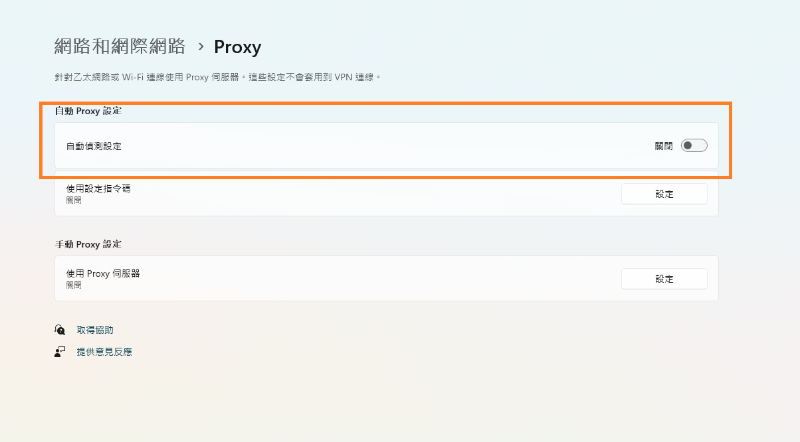 網路和網際網路 › Proxy
針對乙太網路或 Wi-Fi 連線使用 Proxy 伺服器。這些設定不會套用到 VPN 連線。
自動 Proxy 設定
自動偵測設定 關閉
使用設定指令碼 設定
關閉
手動 Proxy 設定
使用 Proxy 伺服器 設定
關閉
取得協助
提供意見反應